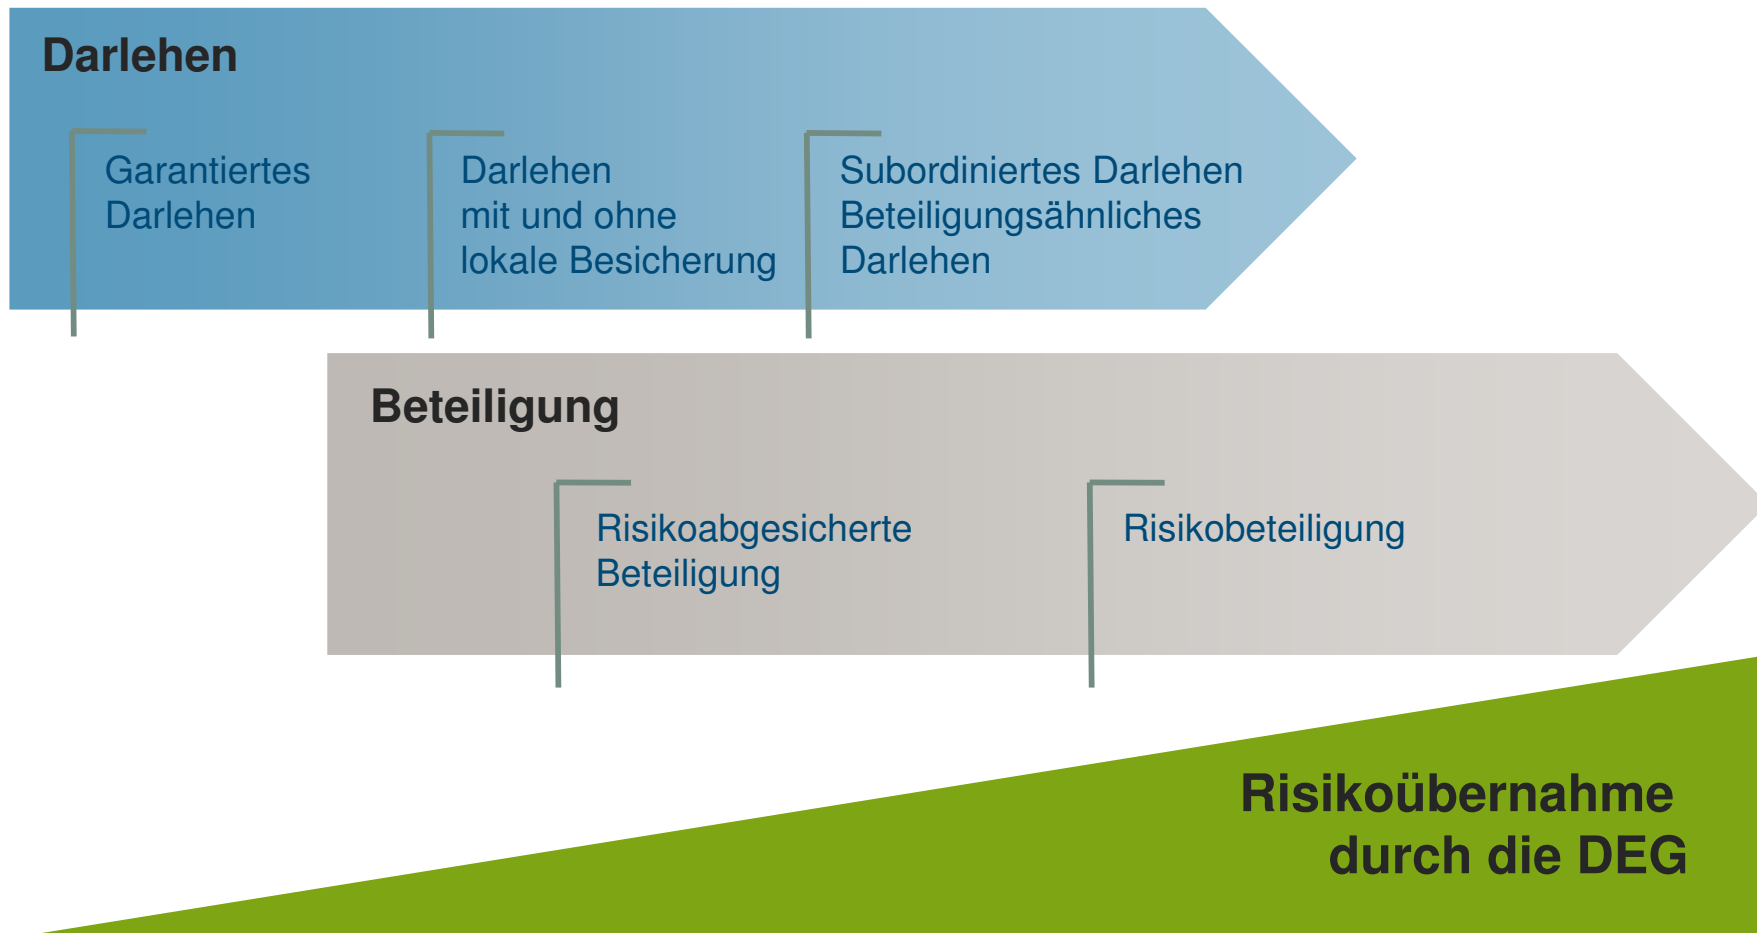 Darlehen
Garantiertes
Darlehen
Darlehen
mit und ohne
lokale Besicherung
Subordiniertes Darlehen
Beteiligungsähnliches
Darlehen
Beteiligung
Risikoabgesicherte
Beteiligung
Risikobeteiligung
Risikoübernahme
durch die DEG